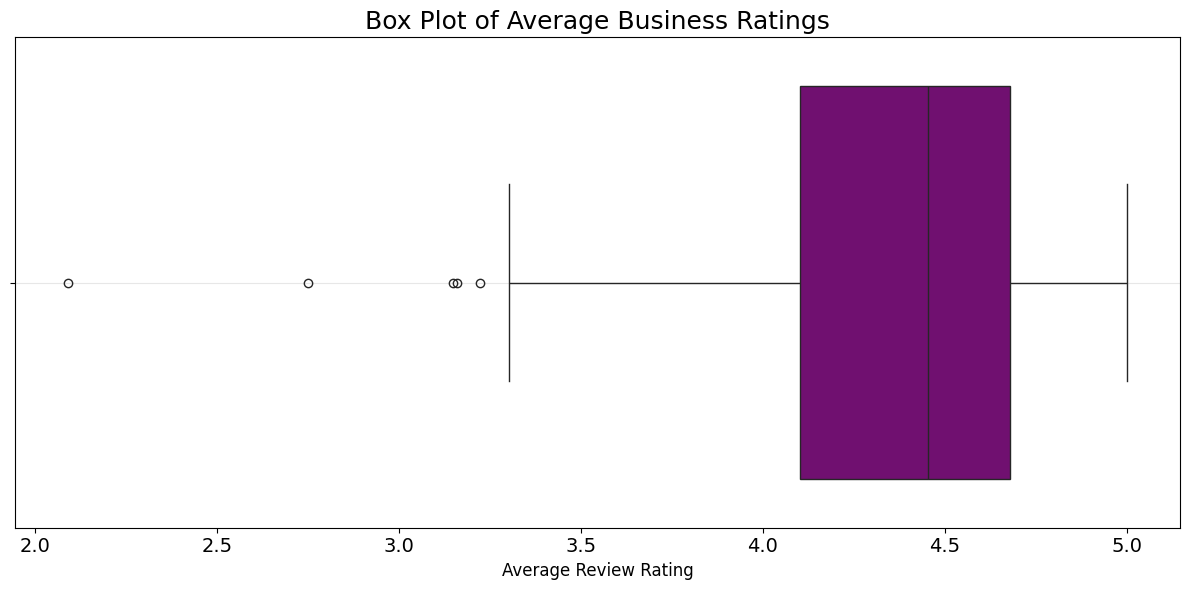 Box Plot of Average Business Ratings
2.0 2.5 3.0 3.5 4.0 4.5 5.0
Average Review Rating